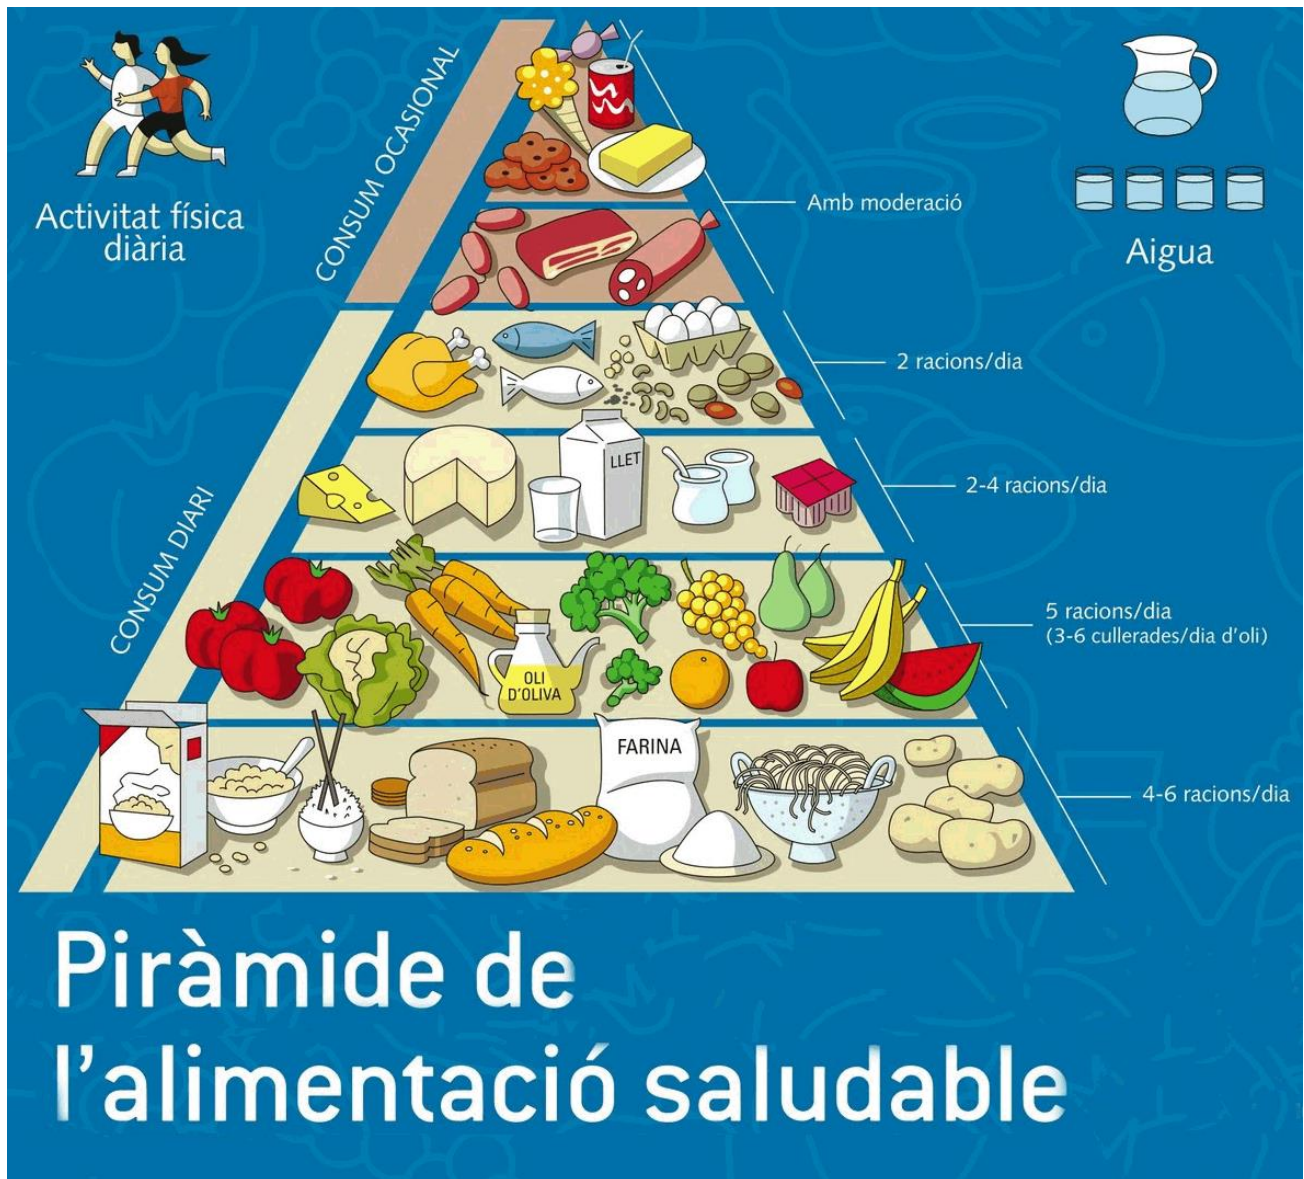 Activitat física
diària
CONSUM OCASIONAL
Amb moderació
Aigua
2 racions/dia
LLET
2-4 racions/dia
CONSUM DIARI
5 racions/dia
(3-6 cullerades/dia d'oli)
OLI
D'OLIVA
FARINA
4-6 racions/dia
Piràmide de
l'alimentació saludable